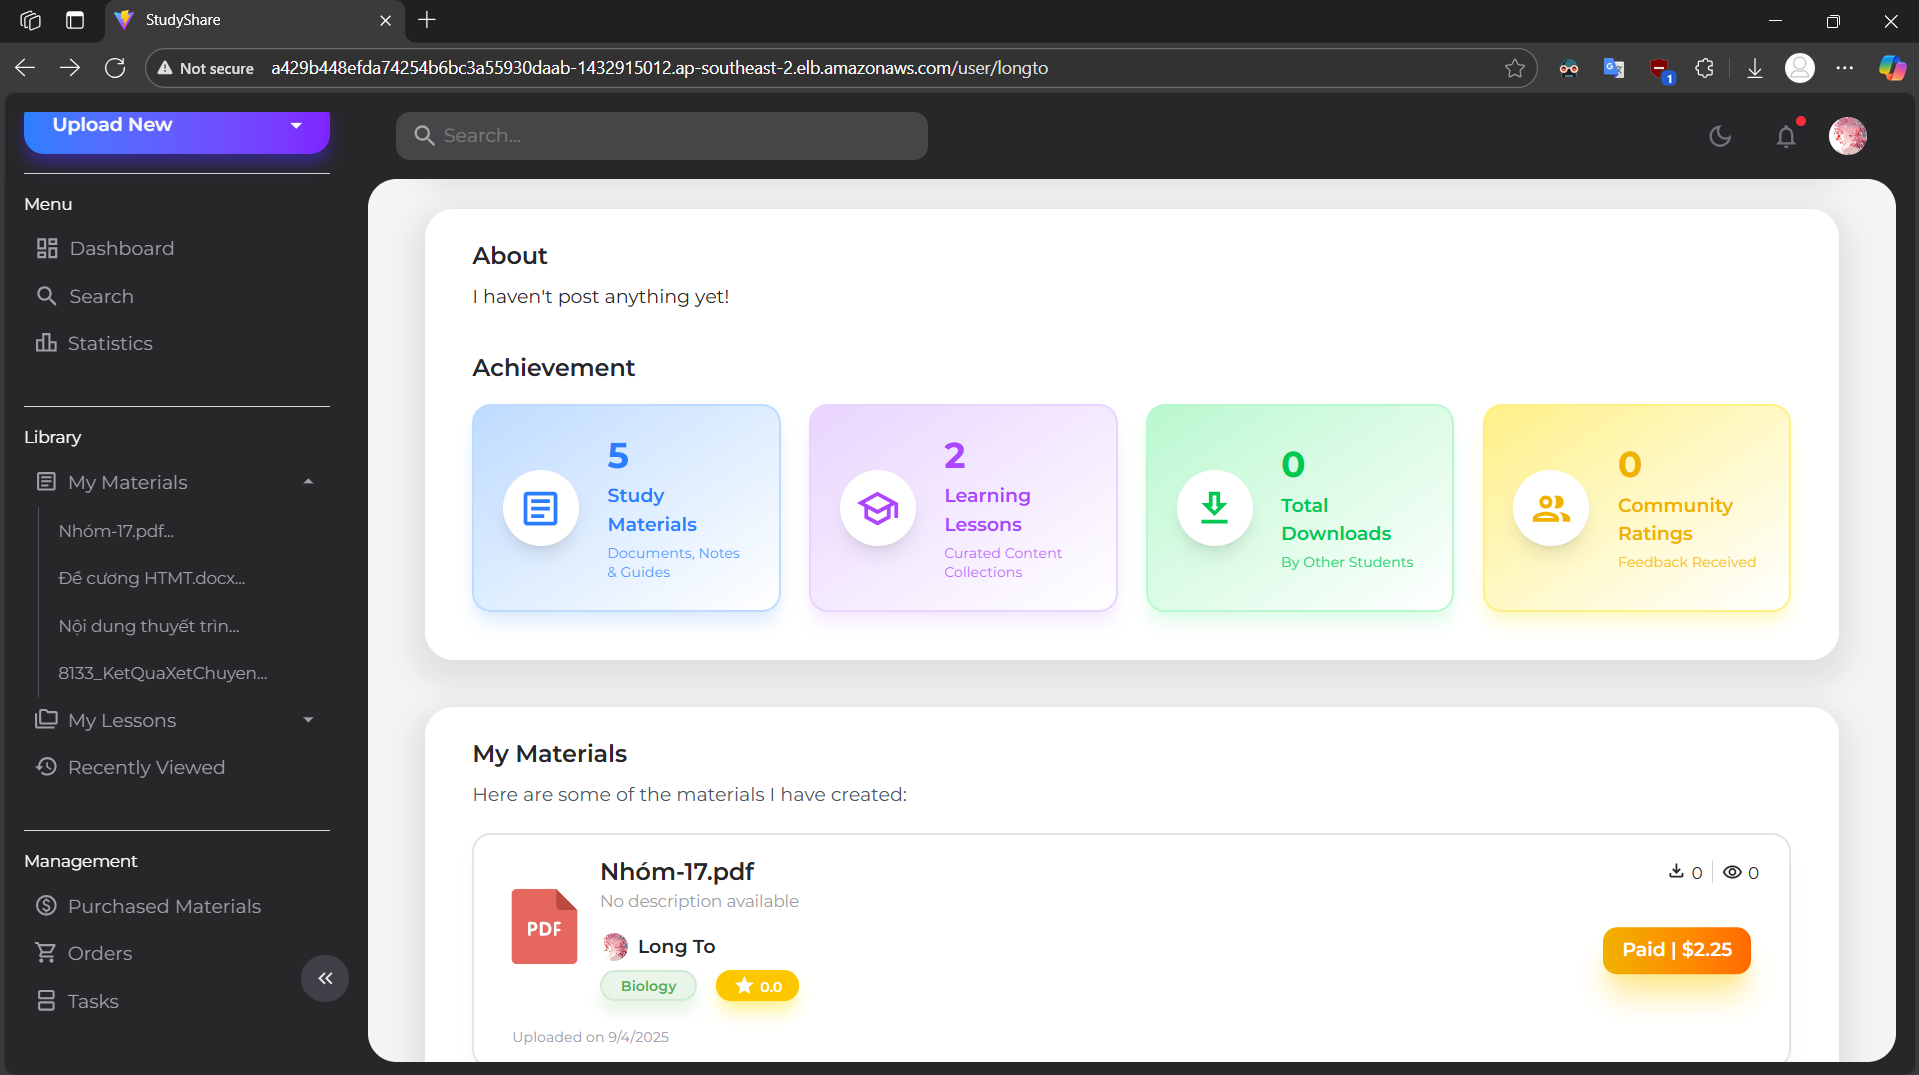 StudyShare
Not secure
a429b448efda74254b6bc3a55930daab-1432915012.ap-southeast-2.elb.amazonaws.com/user/longto
1
Upload New
Search...
Menu
Dashboard
Search
Statistics
Library
My Materials
Nhóm-17.pdf...
Đề cương HTMT.docx...
Nội dung thuyết trìn...
8133_KetQuaXetChuyen...
My Lessons
Recently Viewed
Management
Purchased Materials
Orders
Tasks
About
I haven't post anything yet!
Achievement
5
Study
Materials
Documents, Notes
& Guides
2
Learning
Lessons
Curated Content
Collections
0
Total
Downloads
By Other Students
0
Community
Ratings
Feedback Received
My Materials
Here are some of the materials I have created:
PDF
Nhóm-17.pdf
0
0
No description available
Long To
Biology
0.0
Paid | $2.25
Uploaded on 9/4/2025